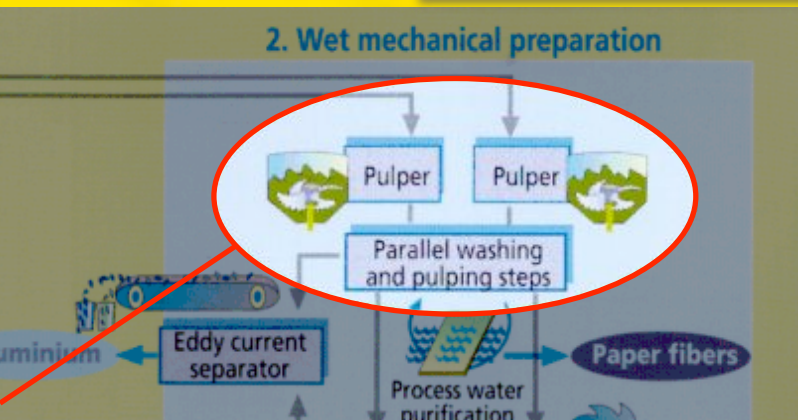 2. Wet mechanical preparation
Pulper
Pulper
Parallel washing
and pulping steps
uminium
Eddy current
separator
Paper fibers
Process water
purification